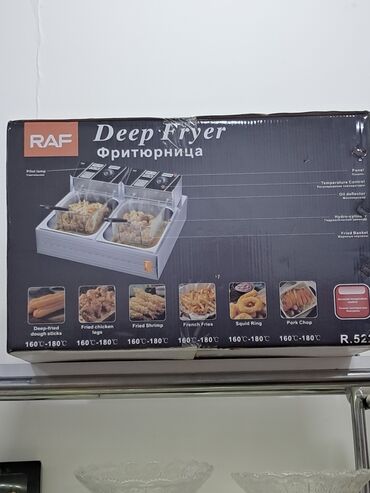 RAF
Deep Fryer
Фритюрница
Pilot lamp
Panel
Temperature Control
Oil deflector
Fried Basket
Deep-fried dough sticks
Fried chicken legs
Fried Shrimp
French Fries
Squid Ring
Pork Chop
160℃-180℃ 160℃-180℃ 160℃-180℃ 160℃-180℃ 160℃-180℃ 160℃-180℃
R.52